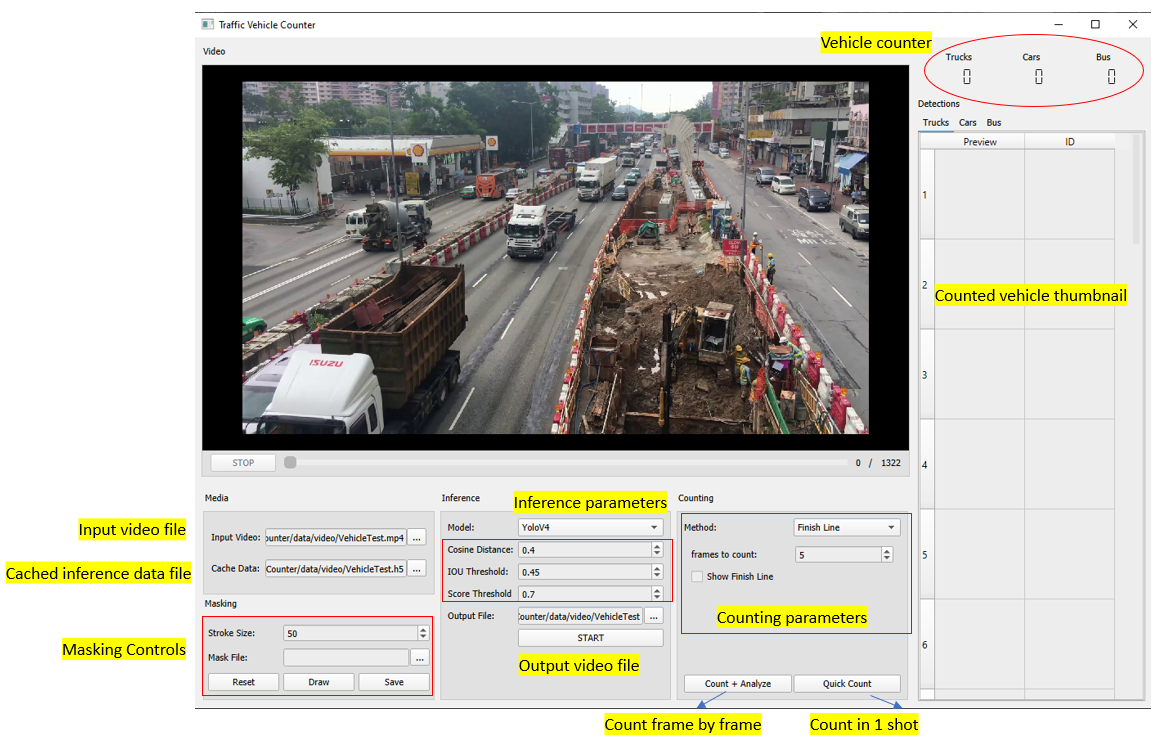 Traffic Vehicle Counter
Vehicle counter
Video
Trucks Cars Bus
0 0 0
Detections
Trucks Cars Bus
Preview ID
1
2
Counted vehicle thumbnail
3
4
5
6
ISUZU
STOP
0 / 1322
Media
Input video file
Input Video: ounter/data/video/VehicleTest.mp4 ...
Cached inference data file
Cache Data: Counter/data/video/VehicleTest.h5 ...
Masking
Masking Controls
Stroke Size: 50
Mask File: ...
Reset Draw Save
Inference
Inference parameters
Model: YoloV4
Cosine Distance: 0.4
IOU Threshold: 0.45
Score Threshold 0.7
Output File: ounter/data/video/VehicleTest ...
START
Output video file
Counting
Method: Finish Line
frames to count: 5
Show Finish Line
Counting parameters
Count + Analyze Quick Count
Count frame by frame Count in 1 shot